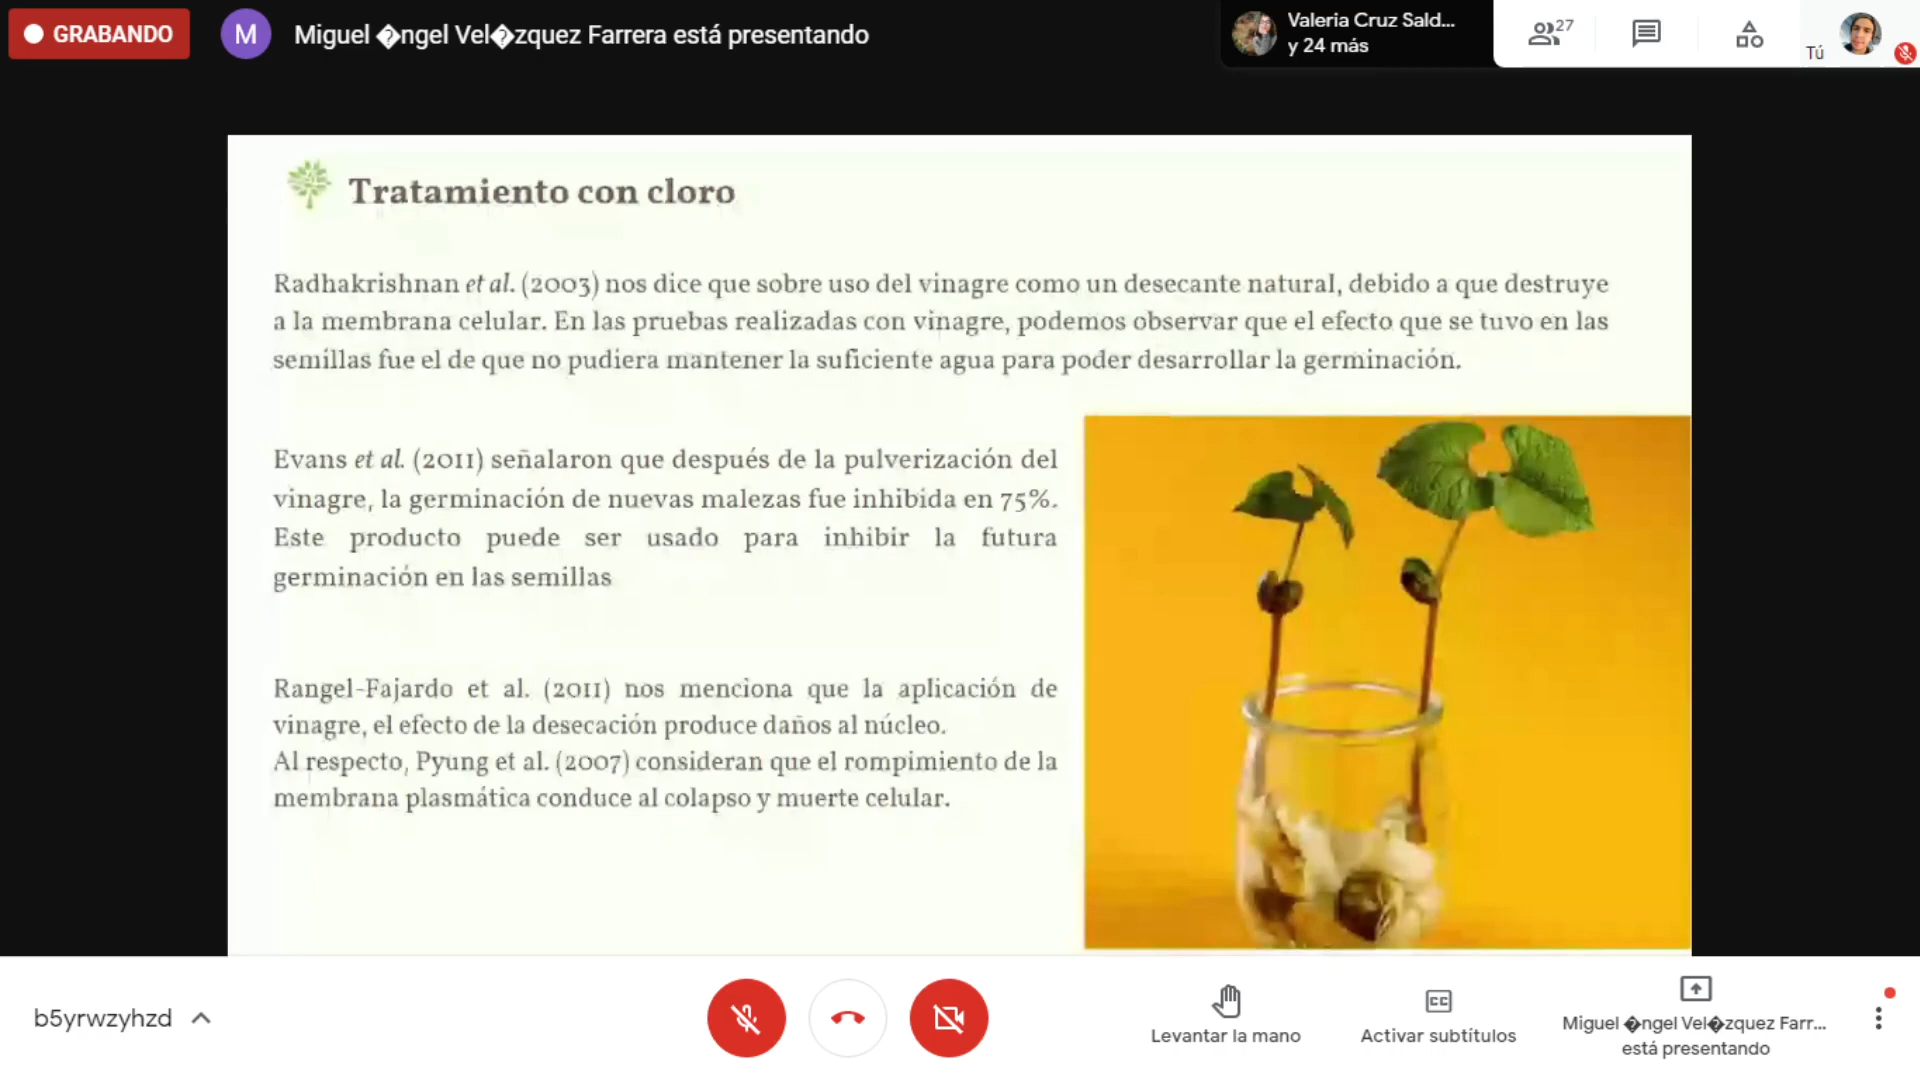 GRABANDO
M
Miguel �ngel Vel�zquez Farrera está presentando
Valeria Cruz Sald...
y 24 más
27
Tú
Tratamiento con cloro
Radhakrishnan et al. (2003) nos dice que sobre uso del vinagre como un desecante natural, debido a que destruye
a la membrana celular. En las pruebas realizadas con vinagre, podemos observar que el efecto que se tuvo en las
semillas fue el de que no pudiera mantener la suficiente agua para poder desarrollar la germinación.
Evans et al. (2011) señalaron que después de la pulverización del
vinagre, la germinación de nuevas malezas fue inhibida en 75%.
Este producto puede ser usado para inhibir la futura
germinación en las semillas
Rangel-Fajardo et al. (2011) nos menciona que la aplicación de
vinagre, el efecto de la desecación produce daños al núcleo.
Al respecto, Pyung et al. (2007) consideran que el rompimiento de la
membrana plasmática conduce al colapso y muerte celular.
b5yrwzyhzd
Levantar la mano
CC
Activar subtítulos
Miguel �ngel Vel�zquez Farr...
está presentando